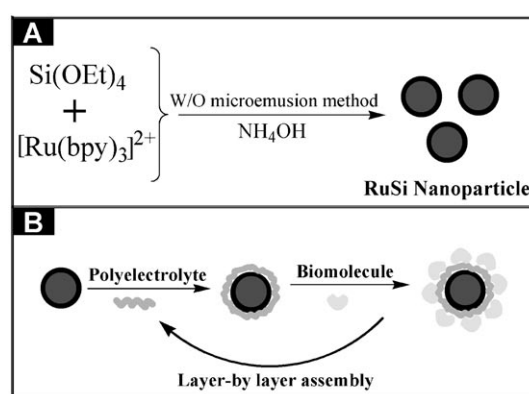 A
Si(OEt)4
+
[Ru(bpy)3]2+
W/O microemusion method
NH4OH
RuSi Nanoparticle
B
Polyelectrolyte
Biomolecule
Layer-by layer assembly